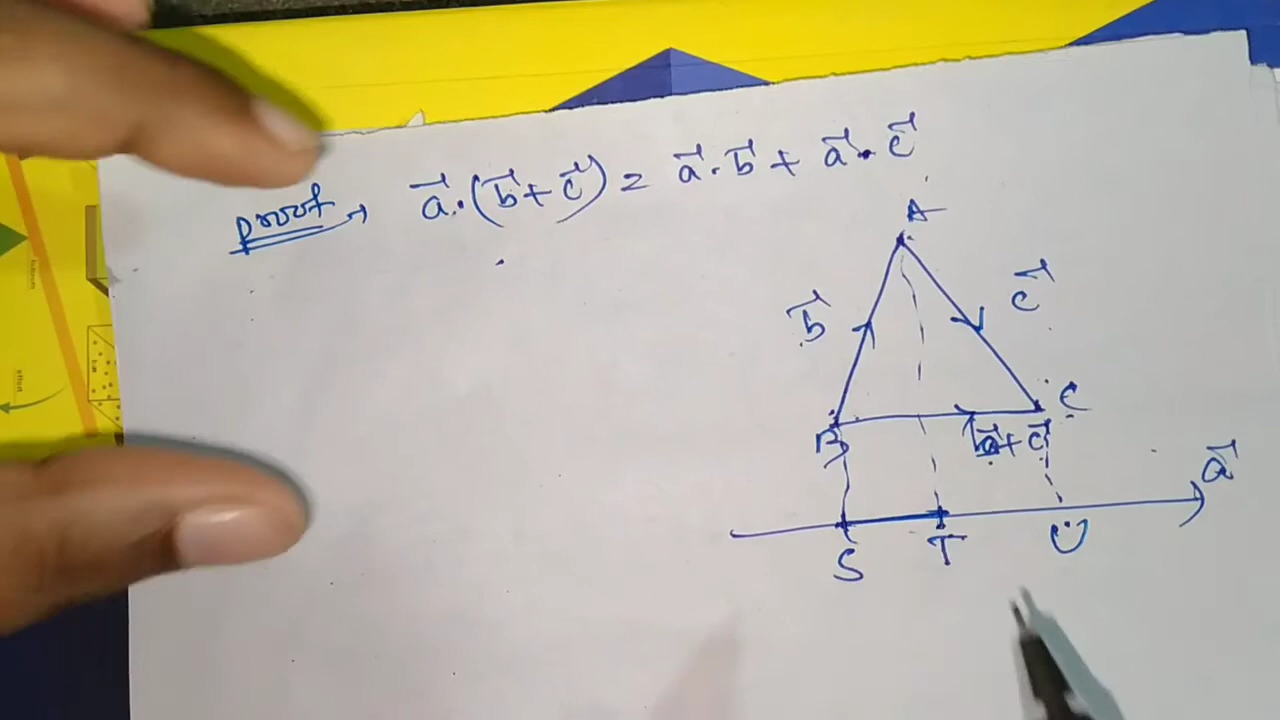 proof → a⃗.(b⃗+c⃗) = a⃗.b⃗ + a⃗.c⃗
A
b⃗
c⃗
B
C
b⃗+c⃗
a⃗
S
T
U